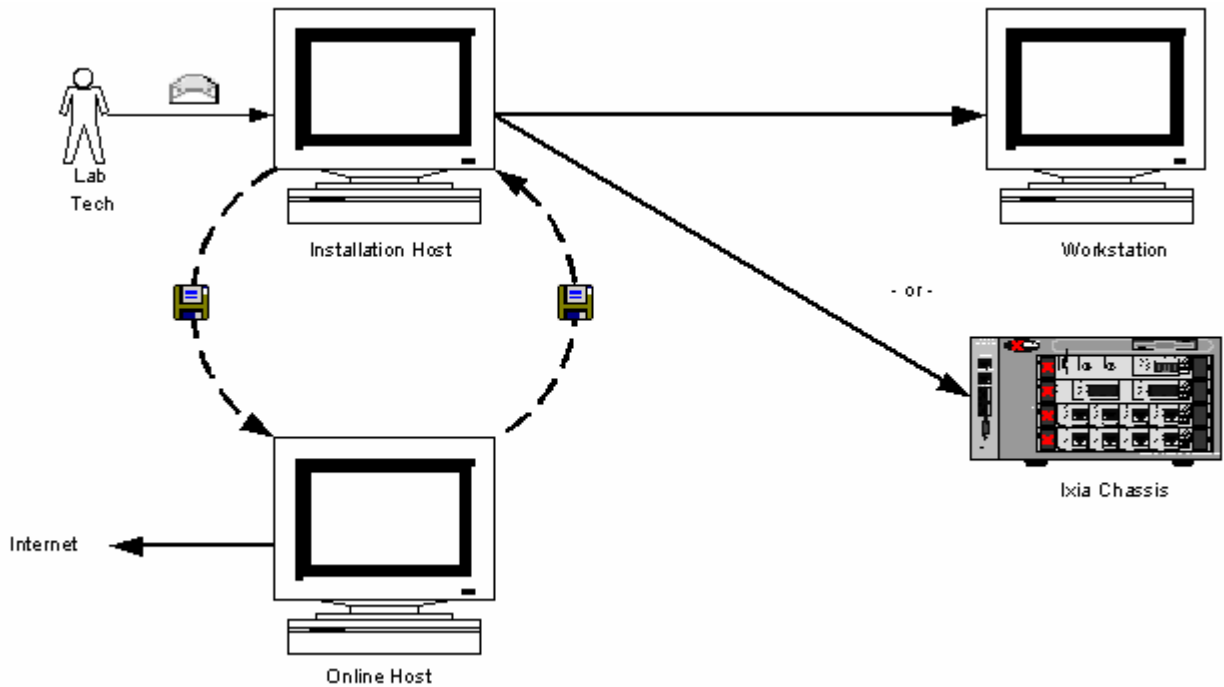 Lab
Tech
Installation Host
Workstation
- or -
Ixia Chassis
Internet
Online Host